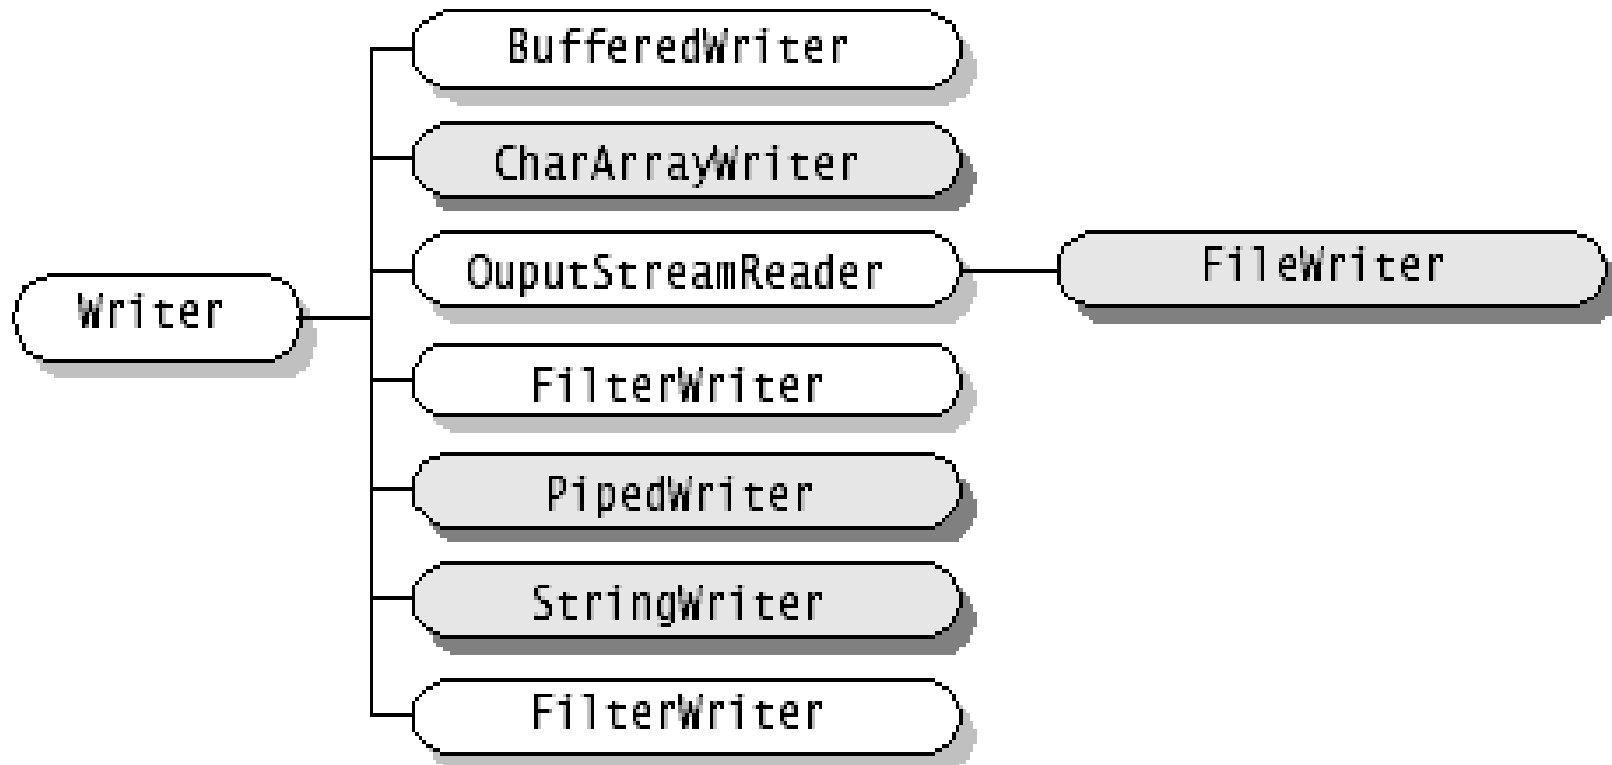 BufferedWriter
CharArrayWriter
OuputStreamReader
FileWriter
Writer
FilterWriter
PipedWriter
StringWriter
FilterWriter